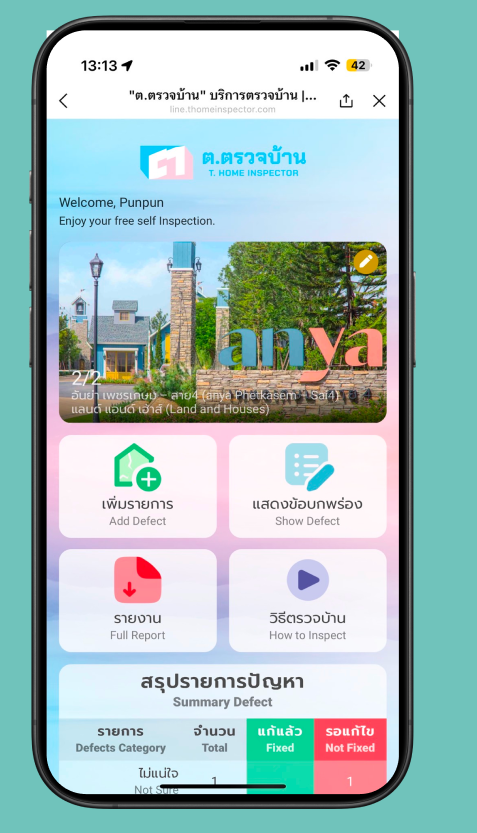 13:13
42
"ต.ตรวจบ้าน" บริการตรวจบ้าน |...
line.thomeinspector.com
ต.ตรวจบ้าน
T. HOME INSPECTOR
Welcome, Punpun
Enjoy your free self Inspection.
anya
2/2
อันย่า เพชรเกษม - สาย4 (anya Phetkasem - Sai4)
แลนด์ แอนด์ เฮ้าส์ (Land and Houses)
เพิ่มรายการ
Add Defect
แสดงข้อบกพร่อง
Show Defect
รายงาน
Full Report
วิธีตรวจบ้าน
How to Inspect
สรุปรายการปัญหา
Summary Defect
รายการ จำนวน แก้แล้ว รอแก้ไข
Defects Category Total Fixed Not Fixed
ไม่แน่ใจ
Not Sure 1 1